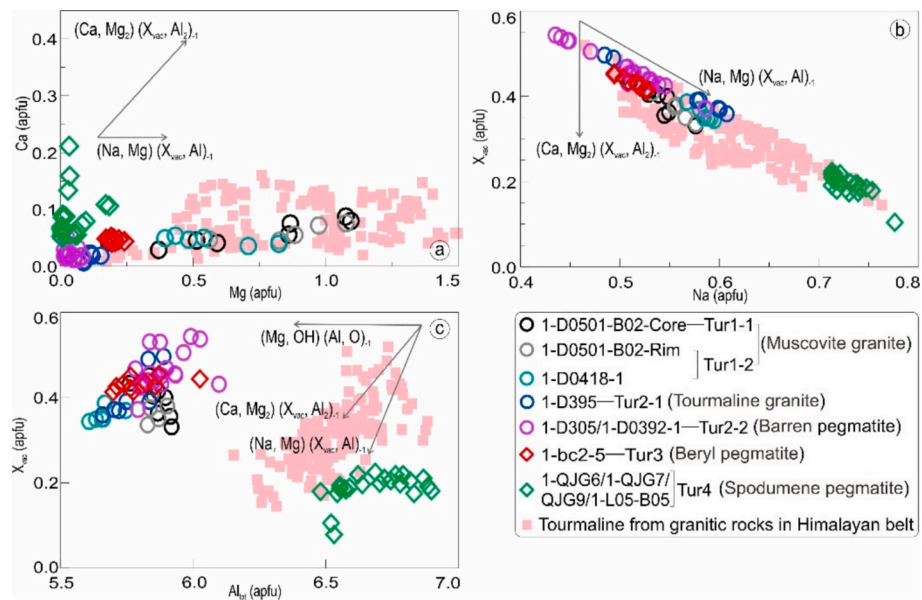 0.4
0.3
0.2
0.1
0.0
Ca (apfu)
(Ca, Mg2) (Xvac, Al2)-1
(Na, Mg) (Xvac, Al)-1
a
0.0
0.5
1.0
1.5
Mg (apfu)
0.6
0.4
0.2
0.0
Xvac (apfu)
b
(Na, Mg) (Xvac, Al)-1
(Ca, Mg2) (Xvac, Al2)-1
0.4
0.5
0.6
0.7
0.8
Na (apfu)
0.6
0.4
0.2
0.0
Xvac (apfu)
c
(Mg, OH) (Al, O)-1
(Ca, Mg2) (Xvac, Al2)-1
(Na, Mg) (Xvac, Al)-1
5.5
6.0
6.5
7.0
Altot (apfu)
1-D0501-B02-Core—Tur1-1
1-D0501-B02-Rim
Tur1-2
(Muscovite granite)
1-D0418-1
1-D395—Tur2-1 (Tourmaline granite)
1-D305/1-D0392-1—Tur2-2 (Barren pegmatite)
1-bc2-5—Tur3 (Beryl pegmatite)
1-QJG6/1-QJG7/
QJG9/1-L05-B05
Tur4 (Spodumene pegmatite)
Tourmaline from granitic rocks in Himalayan belt